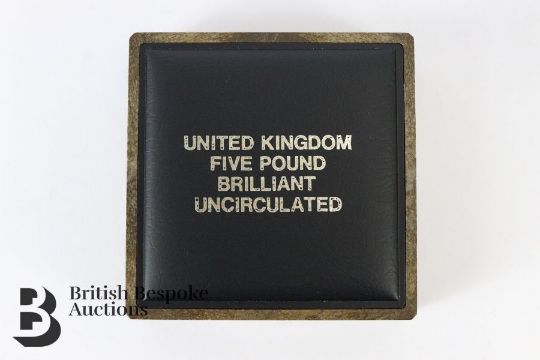 UNITED KINGDOM
FIVE POUND
BRILLIANT
UNCIRCULATED
B
British Bespoke
Auctions